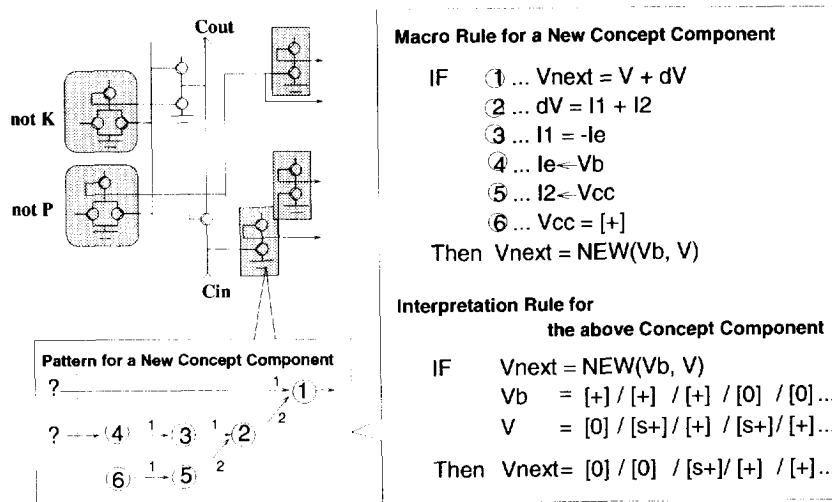 Cout
not K
not P
Cin
Pattern for a New Concept Component
? 1 ① 
? ④ 1 ③ 1 ② 2
⑥ 1 ⑤ 2
Macro Rule for a New Concept Component
IF ① ... Vnext = V + dV
② ... dV = I1 + I2
③ ... I1 = -Ie
④ ... Ie←Vb
⑤ ... I2←Vcc
⑥ ... Vcc = [+]
Then Vnext = NEW(Vb, V)
Interpretation Rule for
the above Concept Component
IF Vnext = NEW(Vb, V)
Vb = [+] / [+] / [+] / [0] / [0] ...
V = [0] / [s+] / [+] / [s+] / [+] ...
Then Vnext= [0] / [0] / [s+]/ [+] / [+] ...